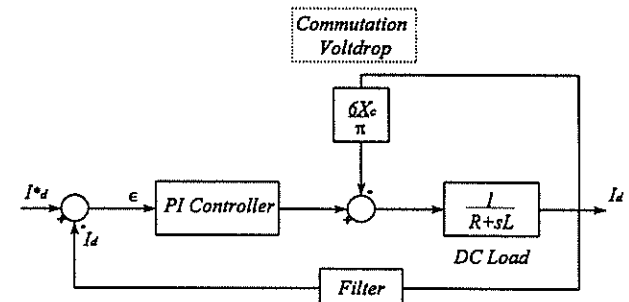 Commutation
Voltdrop
6Xc
π
I*d
+
-
Id
ϵ
PI Controller
-
+
1
R+sL
DC Load
Id
Filter